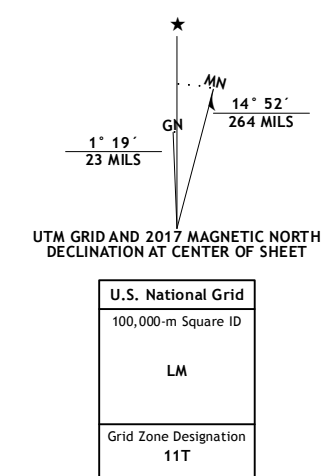 ★
MN
GN
14° 52´
264 MILS
1° 19´
23 MILS
UTM GRID AND 2017 MAGNETIC NORTH
DECLINATION AT CENTER OF SHEET
U.S. National Grid
100,000-m Square ID
LM
Grid Zone Designation
11T